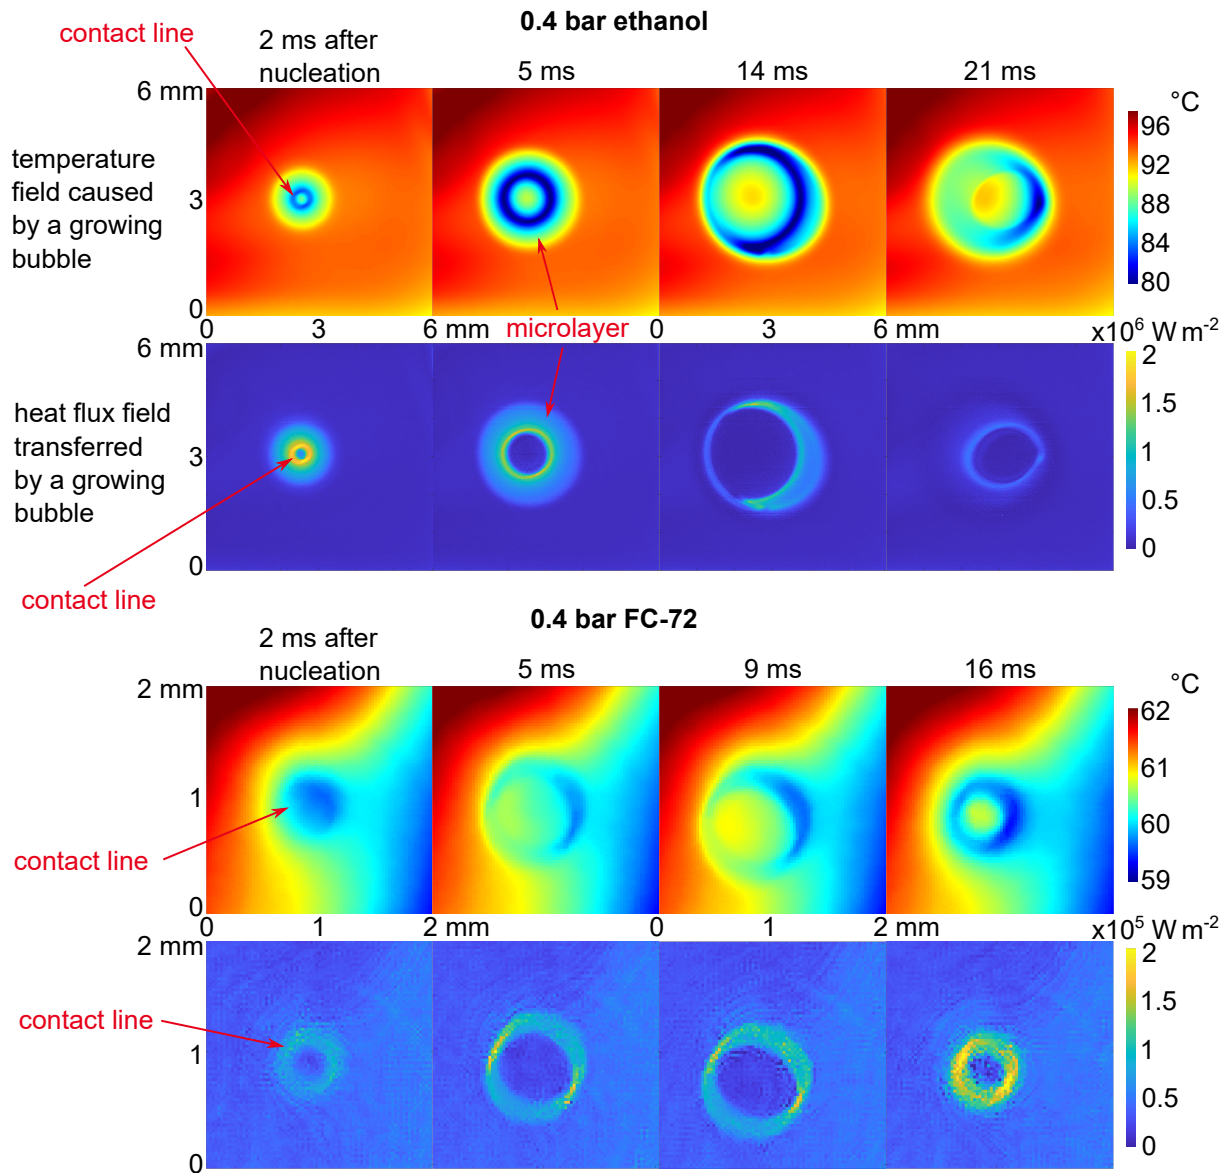 0.4 bar ethanol
contact line
2 ms after
nucleation
5 ms
14 ms
21 ms
6 mm
3
0
temperature
field caused
by a growing
bubble
°C
96
92
88
84
80
0
3
6 mm
microlayer
0
3
6 mm
x10⁶ W m⁻²
6 mm
3
0
heat flux field
transferred
by a growing
bubble
2
1.5
1
0.5
0
contact line
0.4 bar FC-72
2 ms after
nucleation
5 ms
9 ms
16 ms
2 mm
1
0
contact line
°C
62
61
60
59
0
1
2 mm
0
1
2 mm
x10⁵ W m⁻²
2 mm
1
0
contact line
2
1.5
1
0.5
0